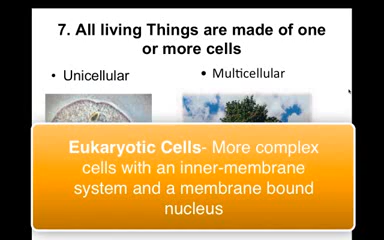 7. All living Things are made of one
or more cells
• Unicellular
• Multicellular
Eukaryotic Cells- More complex
cells with an inner-membrane
system and a membrane bound
nucleus